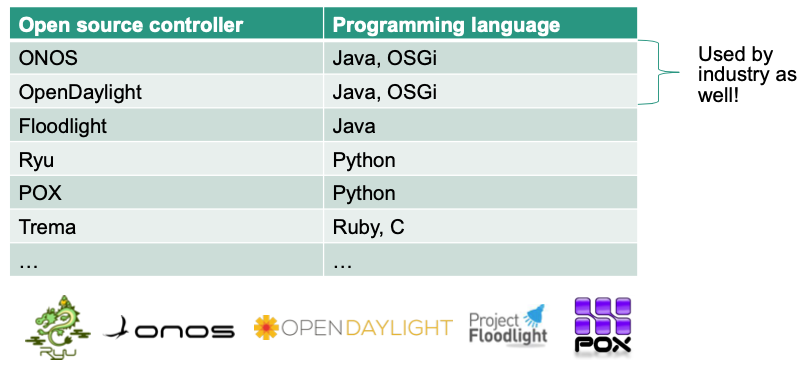 Open source controller Programming language
ONOS Java, OSGi
OpenDaylight Java, OSGi
Floodlight Java
Ryu Python
POX Python
Trema Ruby, C
… …
Used by
industry as
well!
RYU onos OPENDAYLIGHT Project
Floodlight POX